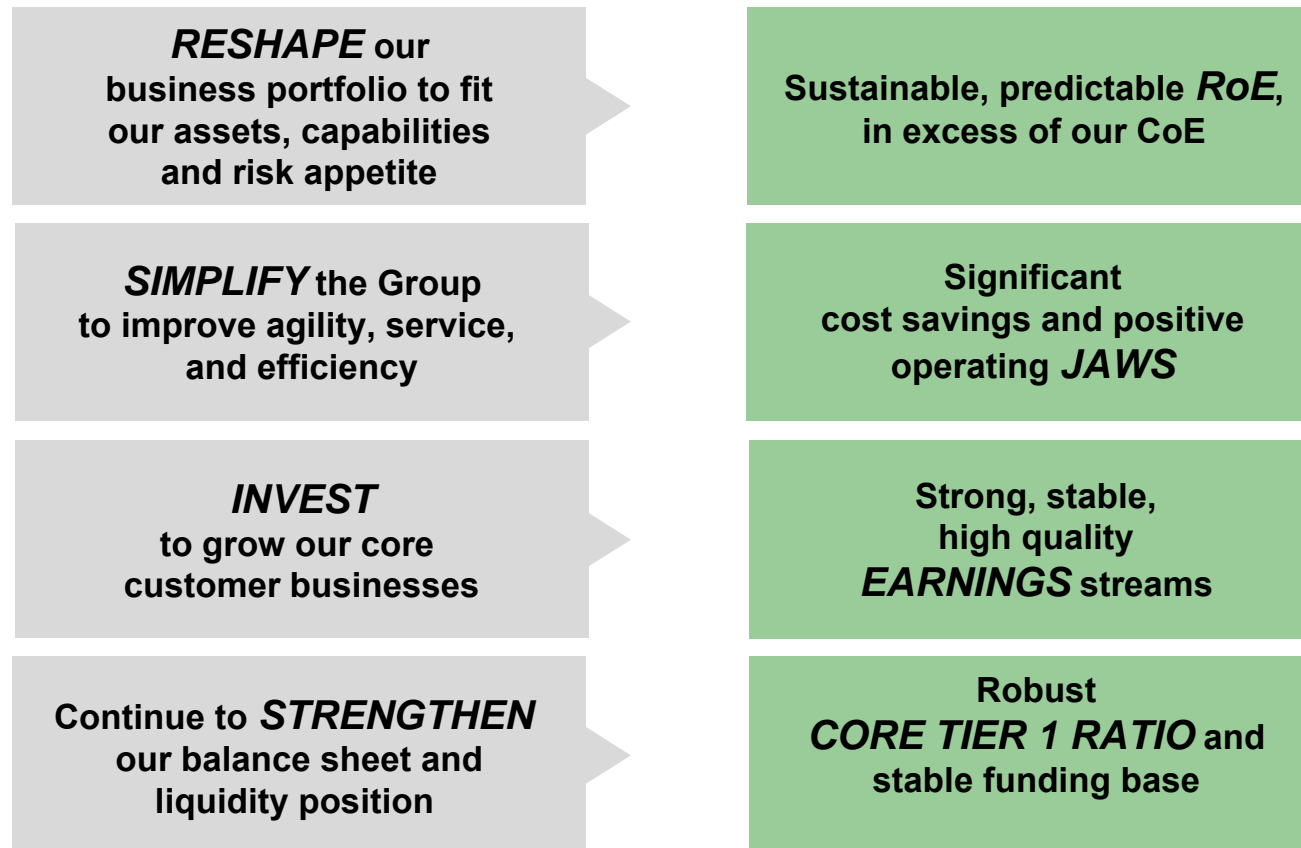 RESHAPE our
business portfolio to fit
our assets, capabilities
and risk appetite
Sustainable, predictable RoE,
in excess of our CoE
SIMPLIFY the Group
to improve agility, service,
and efficiency
Significant
cost savings and positive
operating JAWS
INVEST
to grow our core
customer businesses
Strong, stable,
high quality
EARNINGS streams
Continue to STRENGTHEN
our balance sheet and
liquidity position
Robust
CORE TIER 1 RATIO and
stable funding base